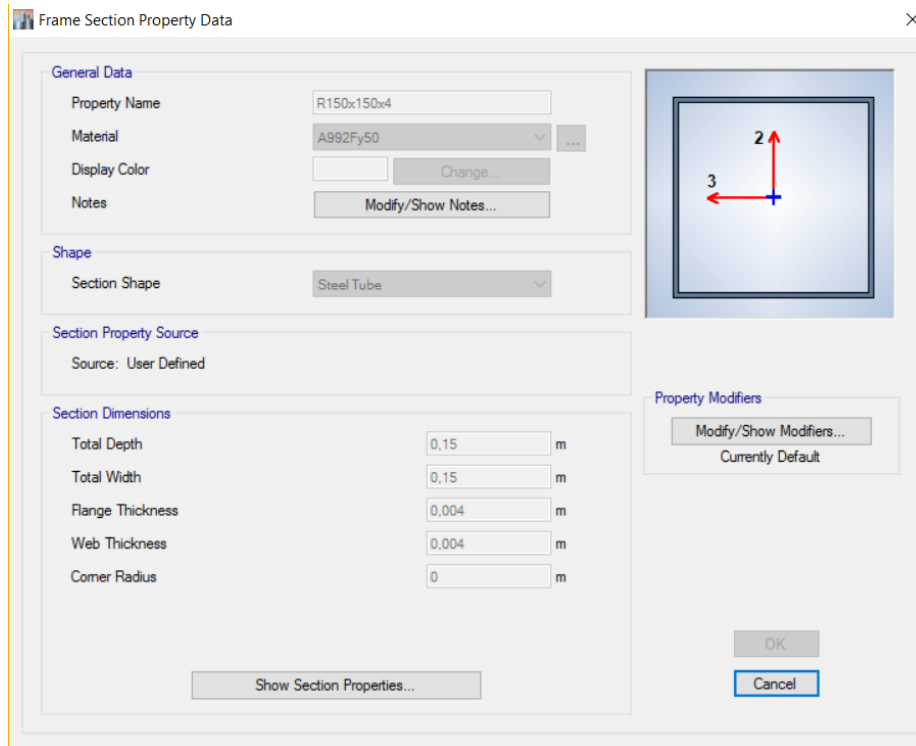 Frame Section Property Data
General Data
Property Name R150x150x4
Material A992Fy50 ...
Display Color Change...
Notes Modify/Show Notes...
Shape
Section Shape Steel Tube
Section Property Source
Source: User Defined
Section Dimensions
Total Depth 0,15 m
Total Width 0,15 m
Flange Thickness 0,004 m
Web Thickness 0,004 m
Corner Radius 0 m
Show Section Properties...
2
3
Property Modifiers
Modify/Show Modifiers...
Currently Default
OK
Cancel